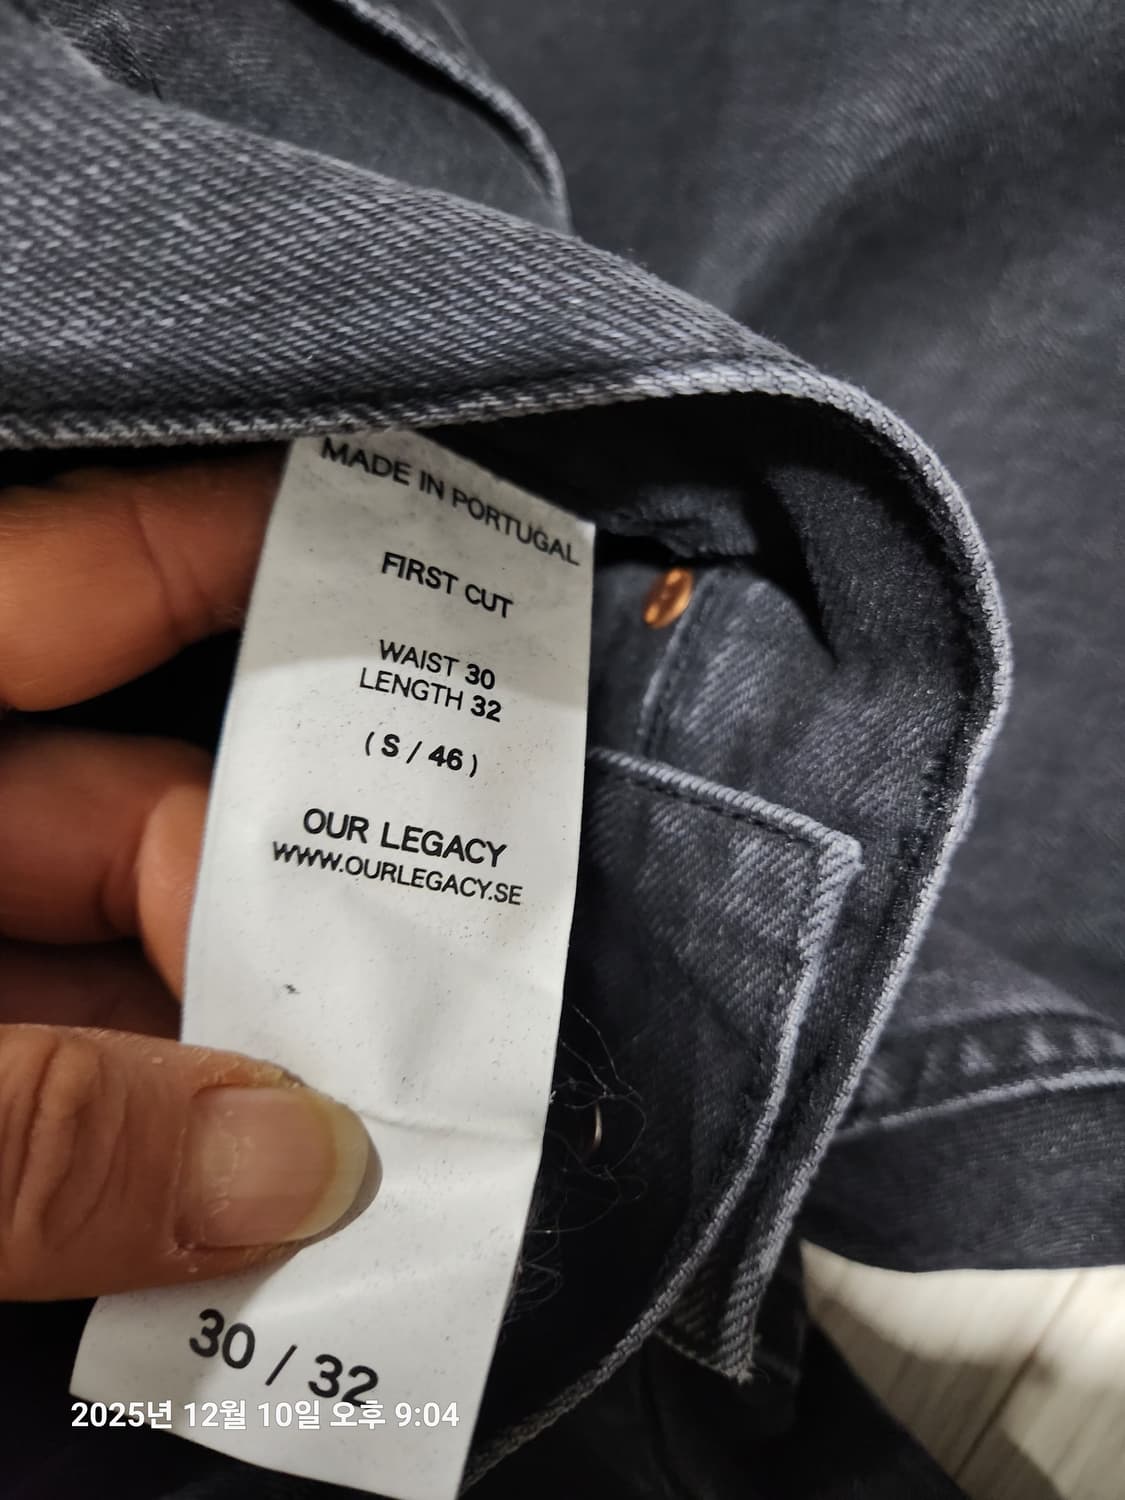 MADE IN PORTUGAL
FIRST CUT
WAIST 30
LENGTH 32
( S / 46 )
OUR LEGACY
WWW.OURLEGACY.SE
30 / 32
2025년 12월 10일 오후 9:04